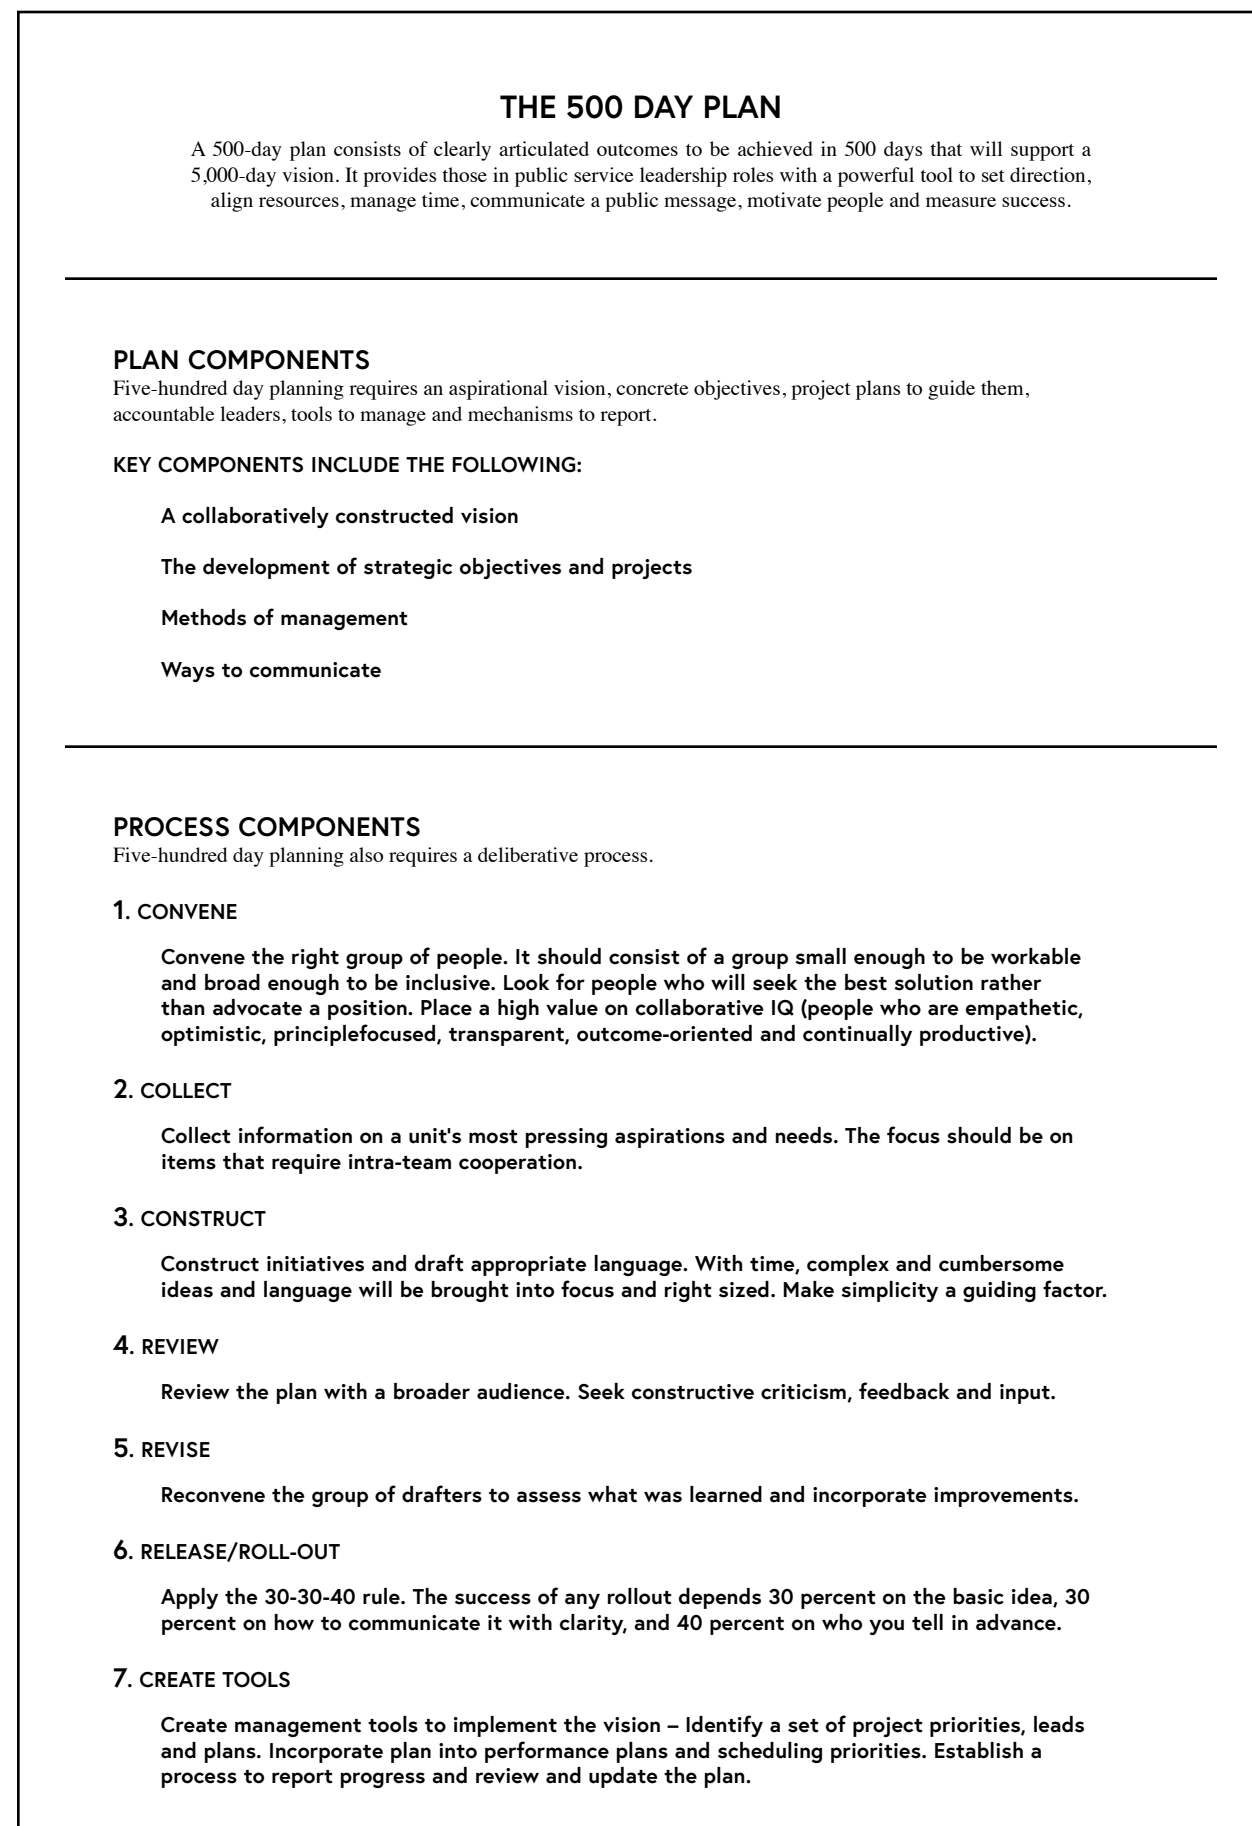 THE 500 DAY PLAN
A 500-day plan consists of clearly articulated outcomes to be achieved in 500 days that will support a
5,000-day vision. It provides those in public service leadership roles with a powerful tool to set direction,
align resources, manage time, communicate a public message, motivate people and measure success.
PLAN COMPONENTS
Five-hundred day planning requires an aspirational vision, concrete objectives, project plans to guide them,
accountable leaders, tools to manage and mechanisms to report.
KEY COMPONENTS INCLUDE THE FOLLOWING:
A collaboratively constructed vision
The development of strategic objectives and projects
Methods of management
Ways to communicate
PROCESS COMPONENTS
Five-hundred day planning also requires a deliberative process.
1. CONVENE
Convene the right group of people. It should consist of a group small enough to be workable
and broad enough to be inclusive. Look for people who will seek the best solution rather
than advocate a position. Place a high value on collaborative IQ (people who are empathetic,
optimistic, principlefocused, transparent, outcome-oriented and continually productive).
2. COLLECT
Collect information on a unit's most pressing aspirations and needs. The focus should be on
items that require intra-team cooperation.
3. CONSTRUCT
Construct initiatives and draft appropriate language. With time, complex and cumbersome
ideas and language will be brought into focus and right sized. Make simplicity a guiding factor.
4. REVIEW
Review the plan with a broader audience. Seek constructive criticism, feedback and input.
5. REVISE
Reconvene the group of drafters to assess what was learned and incorporate improvements.
6. RELEASE/ROLL-OUT
Apply the 30-30-40 rule. The success of any rollout depends 30 percent on the basic idea, 30
percent on how to communicate it with clarity, and 40 percent on who you tell in advance.
7. CREATE TOOLS
Create management tools to implement the vision – Identify a set of project priorities, leads
and plans. Incorporate plan into performance plans and scheduling priorities. Establish a
process to report progress and review and update the plan.